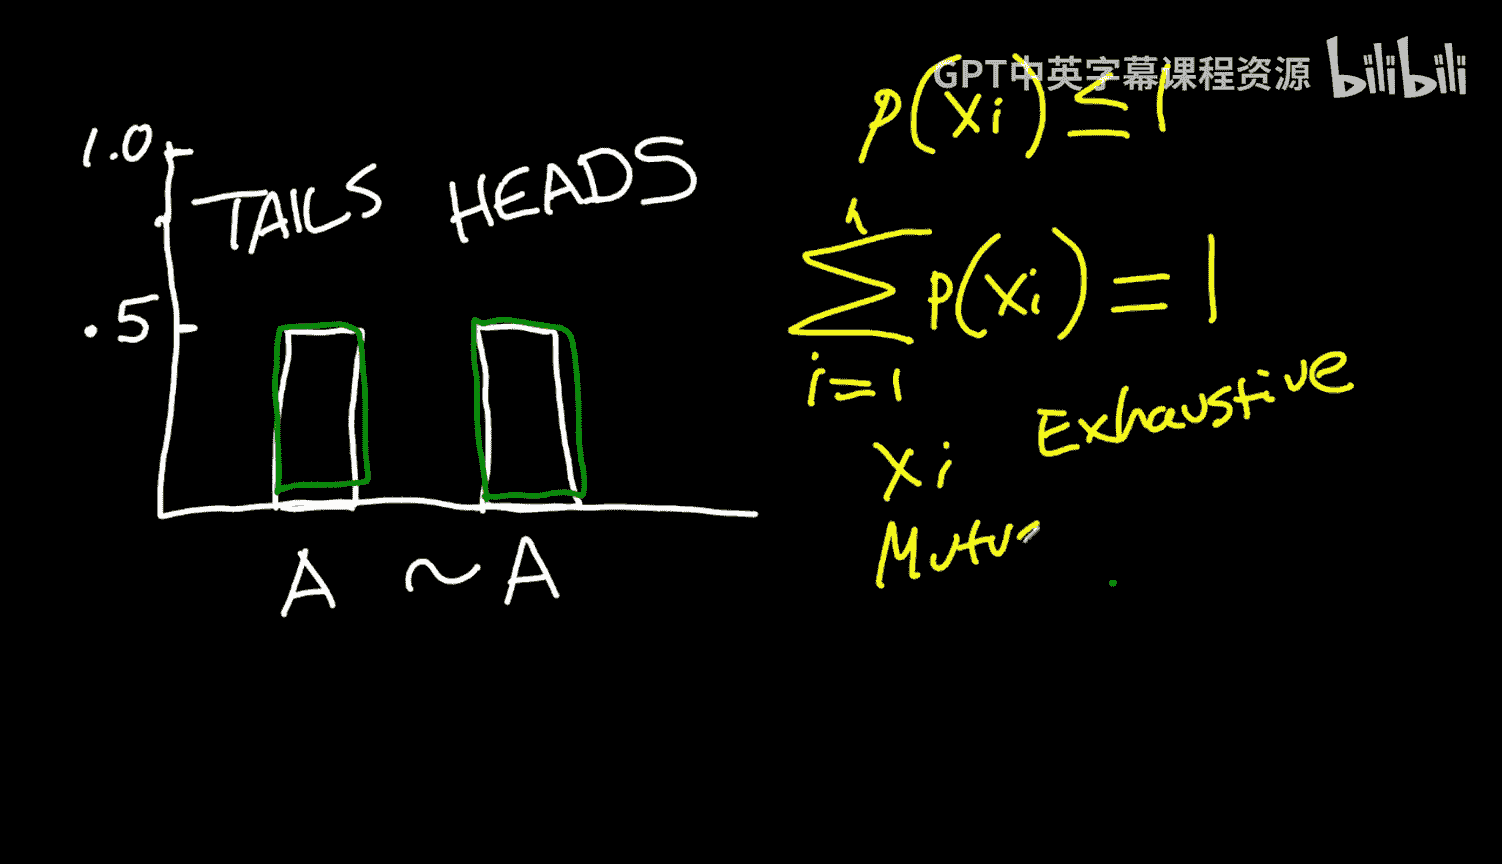 GPT中英字幕课程资源 bilibili
P(xi) ≤ 1
1.0
TAILS HEADS
.5
n
∑ P(xi) = 1
i=1
Exhaustive
xi
Mutu
A ~A